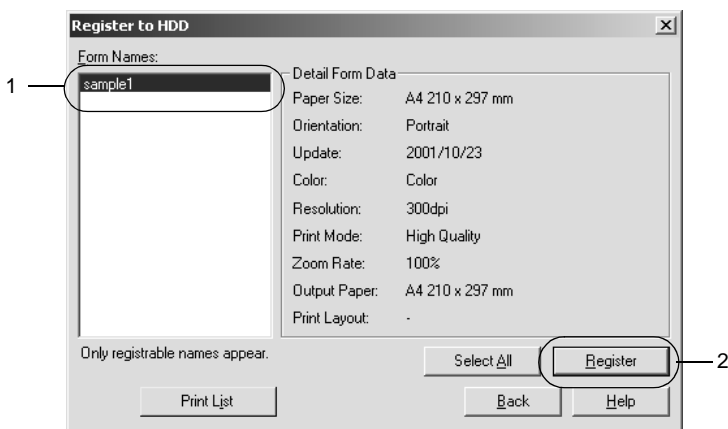 Register to HDD
Form Names:
1
sample1
Detail Form Data
Paper Size: A4 210 x 297 mm
Orientation: Portrait
Update: 2001/10/23
Color: Color
Resolution: 300dpi
Print Mode: High Quality
Zoom Rate: 100%
Output Paper: A4 210 x 297 mm
Print Layout: -
Only registrable names appear.
Select All
Register
2
Print List
Back
Help